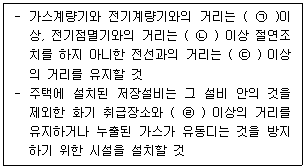 - 가스계량기와 전기계량기와의 거리는 ( ㉠ )이
상, 전기점멸기와의 거리는 ( ㉡ ) 이상 절연조
치를 하지 아니한 전선과의 거리는 ( ㉢ )이상
의 거리를 유지할 것
- 주택에 설치된 저장설비는 그 설비 안의 것을
제외한 화기 취급장소와 ( ㉣ ) 이상의 거리를
유지하거나 누출된 가스가 유동디는 것을 방지
하기 위한 시설을 설치할 것